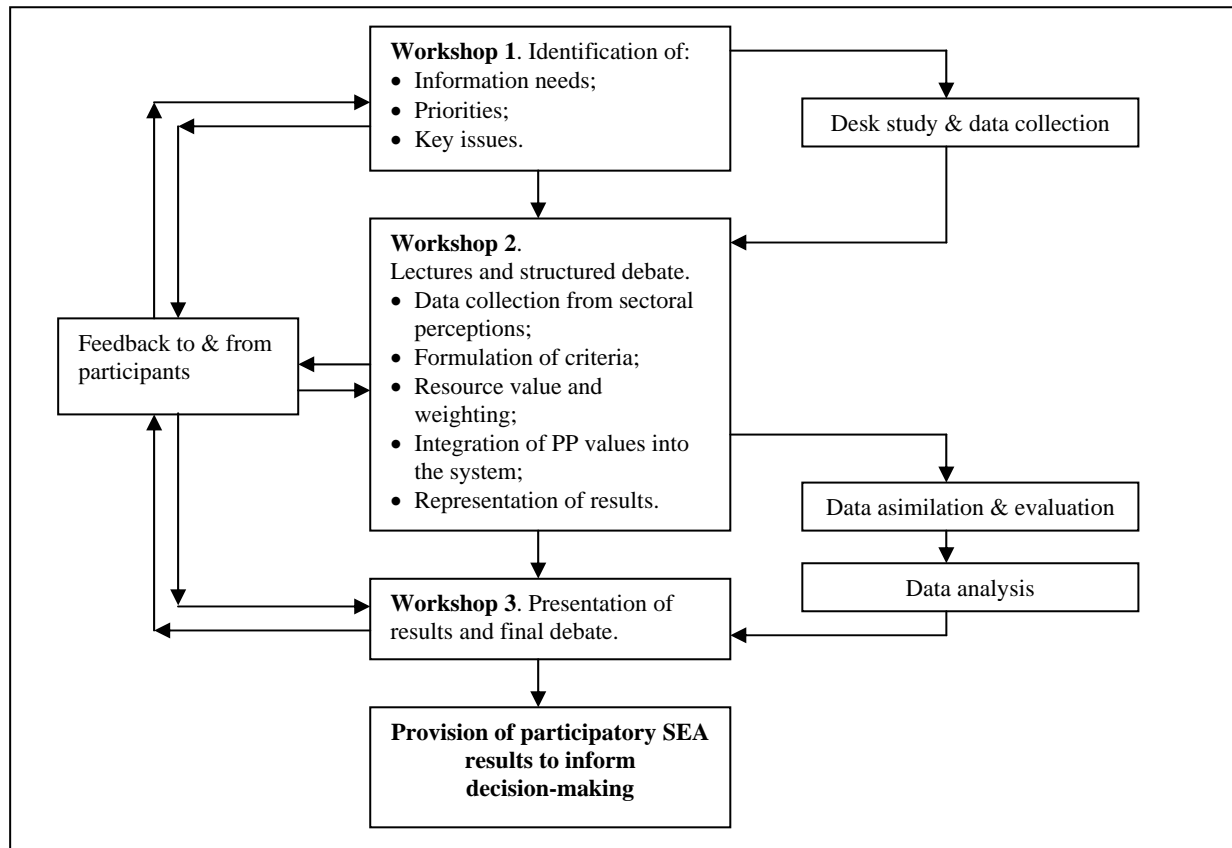 Workshop 1. Identification of:
• Information needs;
• Priorities;
• Key issues.
Desk study & data collection
Workshop 2.
Lectures and structured debate.
• Data collection from sectoral
perceptions;
• Formulation of criteria;
• Resource value and
weighting;
• Integration of PP values into
the system;
• Representation of results.
Feedback to & from
participants
Data asimilation & evaluation
Data analysis
Workshop 3. Presentation of
results and final debate.
Provision of participatory SEA
results to inform
decision-making